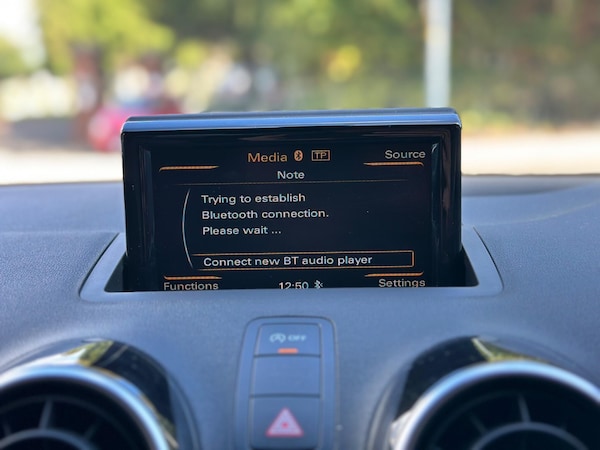 Media TP Source
Note
Trying to establish
Bluetooth connection.
Please wait ...
Connect new BT audio player
Functions 12:50 Settings
OFF